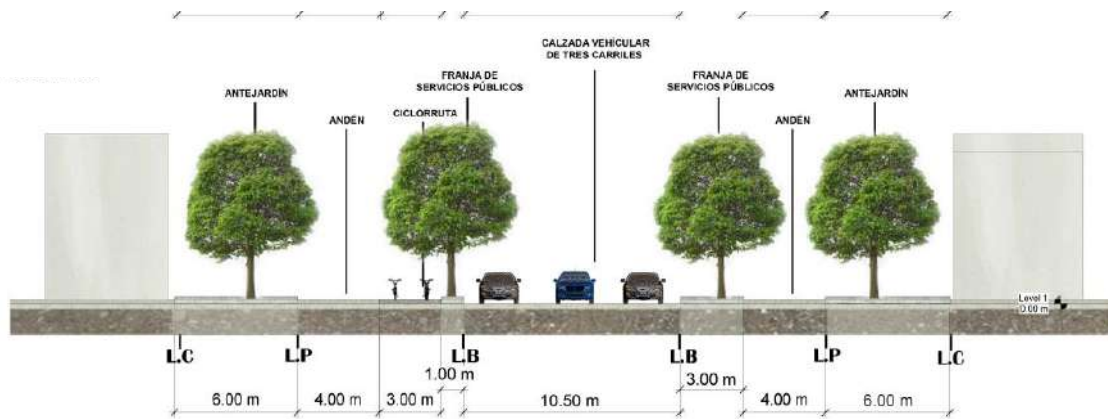 CALZADA VEHÍCULAR
DE TRES CARRILES
FRANJA DE
SERVICIOS PÚBLICOS
FRANJA DE
SERVICIOS PÚBLICOS
ANTEJARDÍN
ANDÉN
CICLORRUTA
ANDÉN
ANTEJARDÍN
Level 1
0.00 m
L.C
L.P
L.B
L.B
L.P
L.C
1.00 m
3.00 m
6.00 m
4.00 m
3.00 m
10.50 m
4.00 m
6.00 m